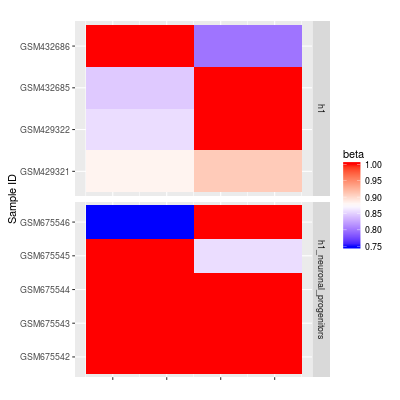 Sample ID
GSM432686
GSM432685
GSM429322
GSM429321
h1
GSM675546
GSM675545
GSM675544
GSM675543
GSM675542
h1_neuronal_progenitors
beta
1.00
0.95
0.90
0.85
0.80
0.75